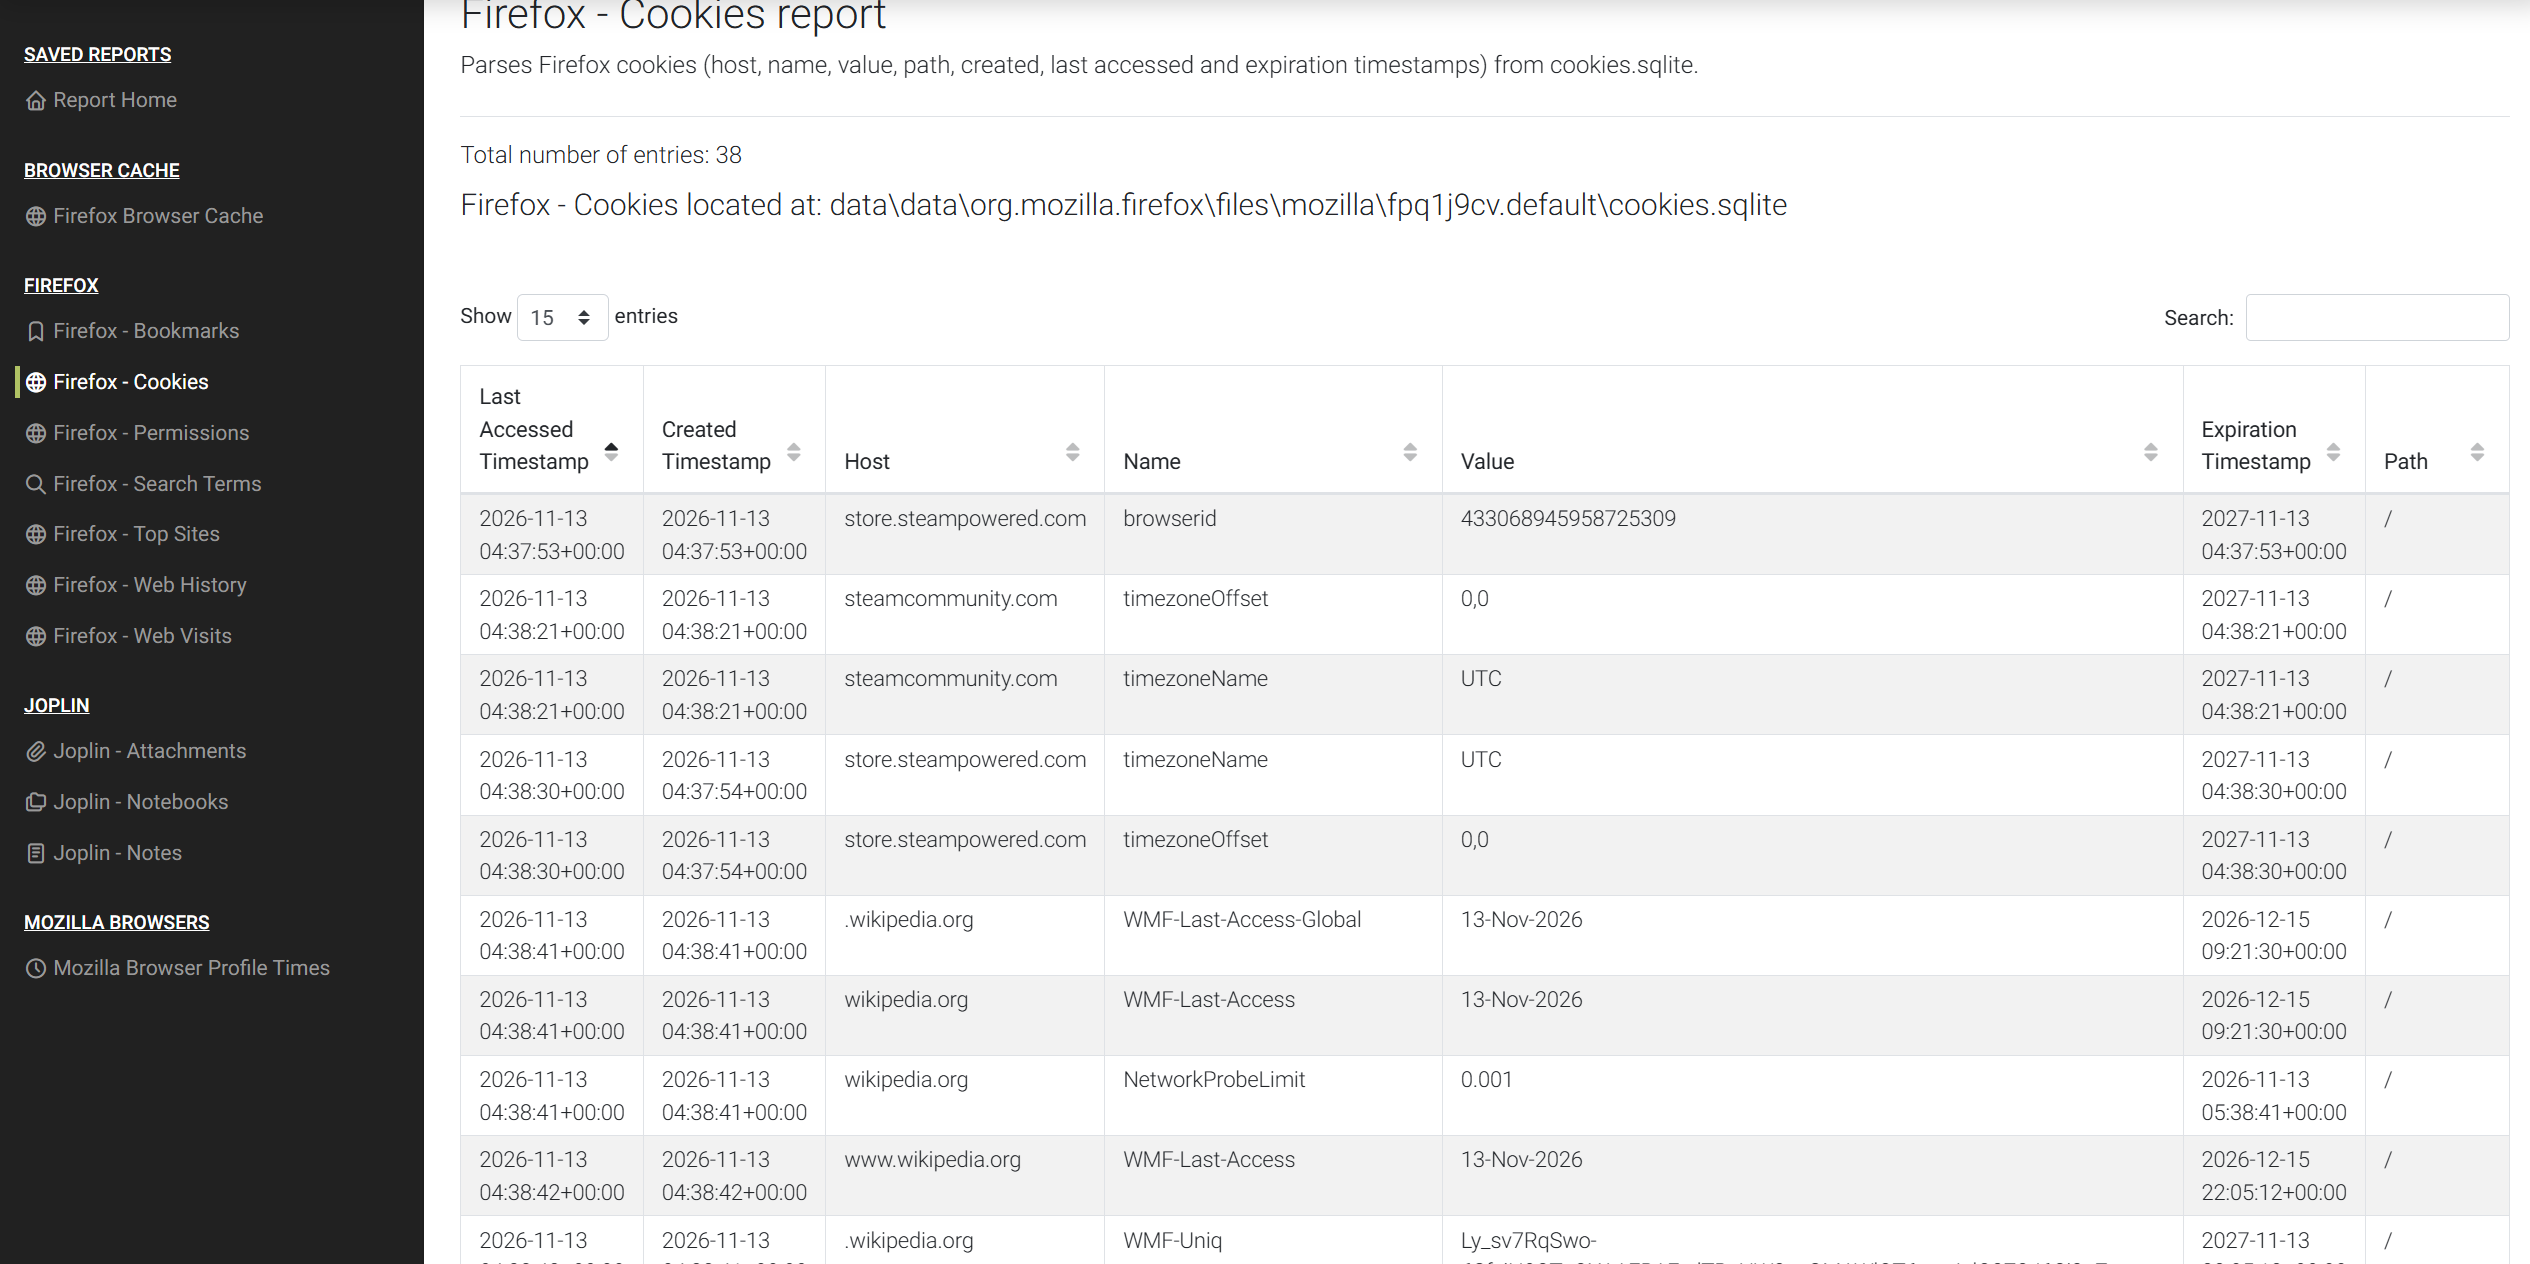 SAVED REPORTS
Report Home
BROWSER CACHE
Firefox Browser Cache
FIREFOX
Firefox - Bookmarks
Firefox - Cookies
Firefox - Permissions
Firefox - Search Terms
Firefox - Top Sites
Firefox - Web History
Firefox - Web Visits
JOPLIN
Joplin - Attachments
Joplin - Notebooks
Joplin - Notes
MOZILLA BROWSERS
Mozilla Browser Profile Times
Firefox - Cookies report
Parses Firefox cookies (host, name, value, path, created, last accessed and expiration timestamps) from cookies.sqlite.
Total number of entries: 38
Firefox - Cookies located at: data\data\org.mozilla.firefox\files\mozilla\fpq1j9cv.default\cookies.sqlite
Show 15 entries
Search:
Last Accessed Timestamp Created Timestamp Host Name Value Expiration Timestamp Path
2026-11-13 04:37:53+00:00 2026-11-13 04:37:53+00:00 store.steampowered.com browserid 433068945958725309 2027-11-13 04:37:53+00:00 /
2026-11-13 04:38:21+00:00 2026-11-13 04:38:21+00:00 steamcommunity.com timezoneOffset 0,0 2027-11-13 04:38:21+00:00 /
2026-11-13 04:38:21+00:00 2026-11-13 04:38:21+00:00 steamcommunity.com timezoneName UTC 2027-11-13 04:38:21+00:00 /
2026-11-13 04:38:30+00:00 2026-11-13 04:37:54+00:00 store.steampowered.com timezoneName UTC 2027-11-13 04:38:30+00:00 /
2026-11-13 04:38:30+00:00 2026-11-13 04:37:54+00:00 store.steampowered.com timezoneOffset 0,0 2027-11-13 04:38:30+00:00 /
2026-11-13 04:38:41+00:00 2026-11-13 04:38:41+00:00 .wikipedia.org WMF-Last-Access-Global 13-Nov-2026 2026-12-15 09:21:30+00:00 /
2026-11-13 04:38:41+00:00 2026-11-13 04:38:41+00:00 wikipedia.org WMF-Last-Access 13-Nov-2026 2026-12-15 09:21:30+00:00 /
2026-11-13 04:38:41+00:00 2026-11-13 04:38:41+00:00 wikipedia.org NetworkProbeLimit 0.001 2026-11-13 05:38:41+00:00 /
2026-11-13 04:38:42+00:00 2026-11-13 04:38:42+00:00 www.wikipedia.org WMF-Last-Access 13-Nov-2026 2026-12-15 22:05:12+00:00 /
2026-11-13 2026-11-13 .wikipedia.org WMF-Uniq Ly_sv7RqSwo- 2027-11-13 /